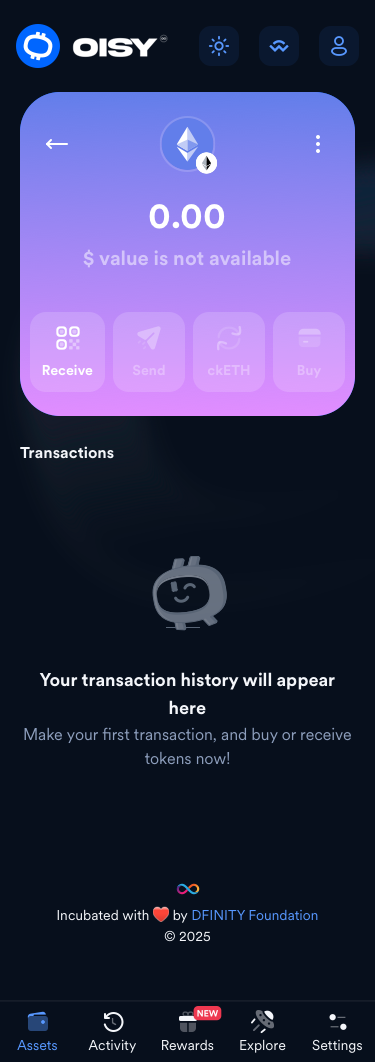 OISY
0.00
$ value is not available
Receive
Send
ckETH
Buy
Transactions
Your transaction history will appear
here
Make your first transaction, and buy or receive
tokens now!
Incubated with ❤️ by DFINITY Foundation
© 2025
NEW
Assets
Activity
Rewards
Explore
Settings